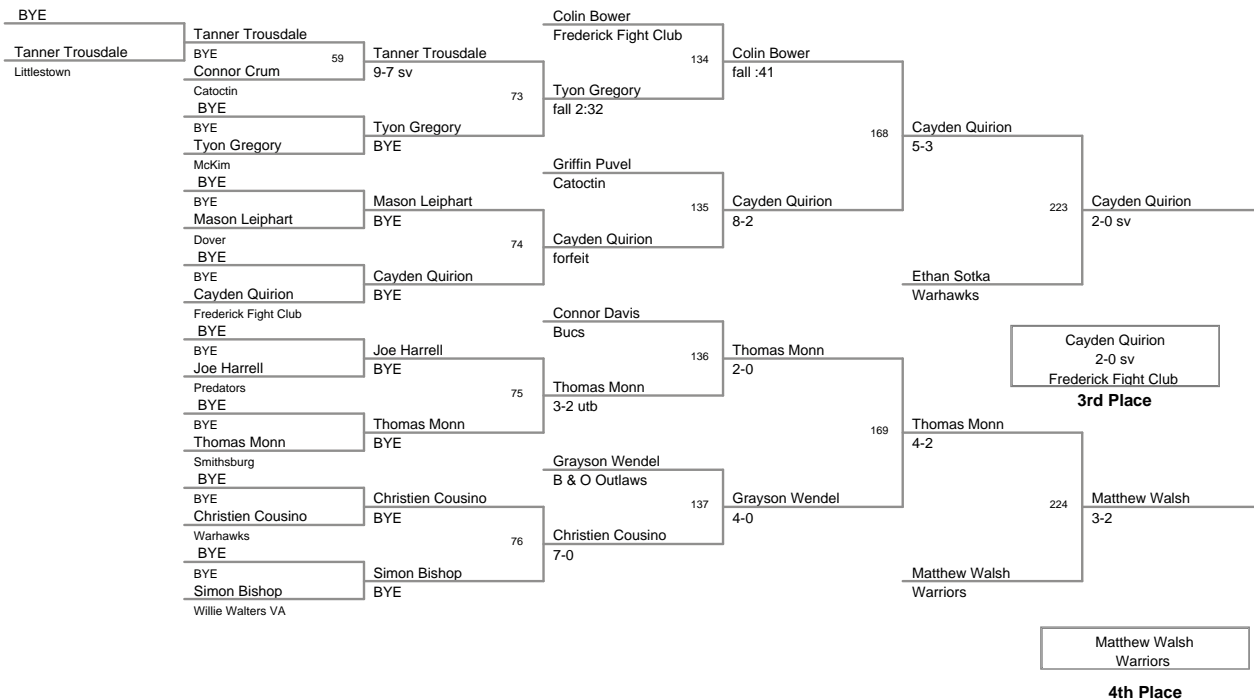 BYE
Tanner Trousdale
Littlestown
Tanner Trousdale
BYE
Connor Crum
Catoctin
BYE
BYE
Tyon Gregory
McKim
BYE
BYE
Mason Leiphart
Dover
BYE
BYE
Cayden Quirion
Frederick Fight Club
BYE
BYE
Joe Harrell
Predators
BYE
BYE
Thomas Monn
Smithsburg
BYE
BYE
Christien Cousino
Warhawks
BYE
BYE
Simon Bishop
Willie Walters VA
59
Tanner Trousdale
9-7 sv
Tyon Gregory
BYE
Mason Leiphart
BYE
Cayden Quirion
BYE
Joe Harrell
BYE
Thomas Monn
BYE
Christien Cousino
BYE
Simon Bishop
BYE
73
74
75
76
Colin Bower
Frederick Fight Club
Tyon Gregory
fall 2:32
Griffin Puvel
Catoctin
Cayden Quirion
forfeit
Connor Davis
Bucs
Thomas Monn
3-2 utb
Grayson Wendel
B & O Outlaws
Christien Cousino
7-0
134
135
136
137
Colin Bower
fall :41
Cayden Quirion
8-2
Thomas Monn
2-0
Grayson Wendel
4-0
168
169
Cayden Quirion
5-3
Ethan Sotka
Warhawks
Thomas Monn
4-2
Matthew Walsh
Warriors
223
224
Cayden Quirion
2-0 sv
Cayden Quirion
2-0 sv
Frederick Fight Club
3rd Place
Matthew Walsh
3-2
Matthew Walsh
Warriors
4th Place